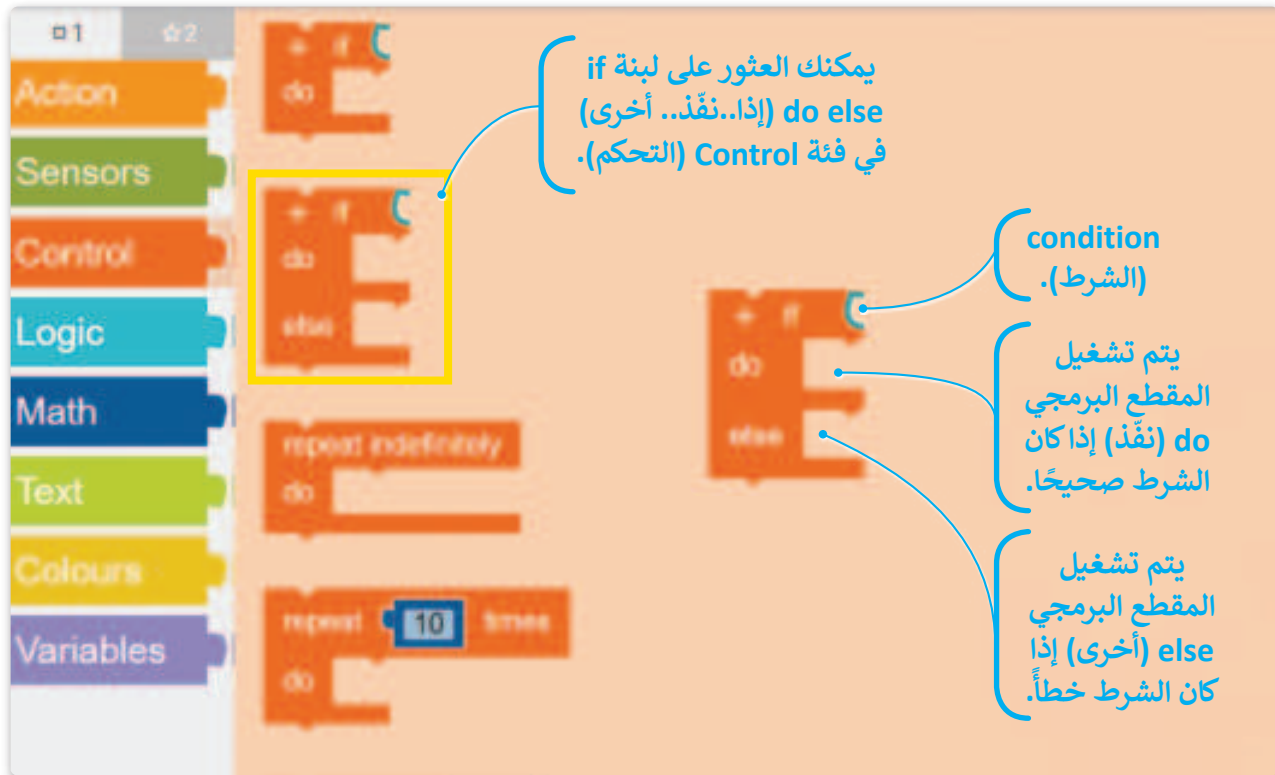 1
2
Action
Sensors
Control
Logic
Math
Text
Colours
Variables
+ if
do
+ if
do
else
repeat indefinitely
do
repeat 10 times
do
يمكنك العثور على لبنة if
do else (إذا..نفّذ.. أخرى)
في فئة Control (التحكم).
+ if
do
else
condition
(الشرط).
يتم تشغيل
المقطع البرمجي
do (نفّذ) إذا كان
الشرط صحيحًا.
يتم تشغيل
المقطع البرمجي
else (أخرى) إذا
كان الشرط خطأً.